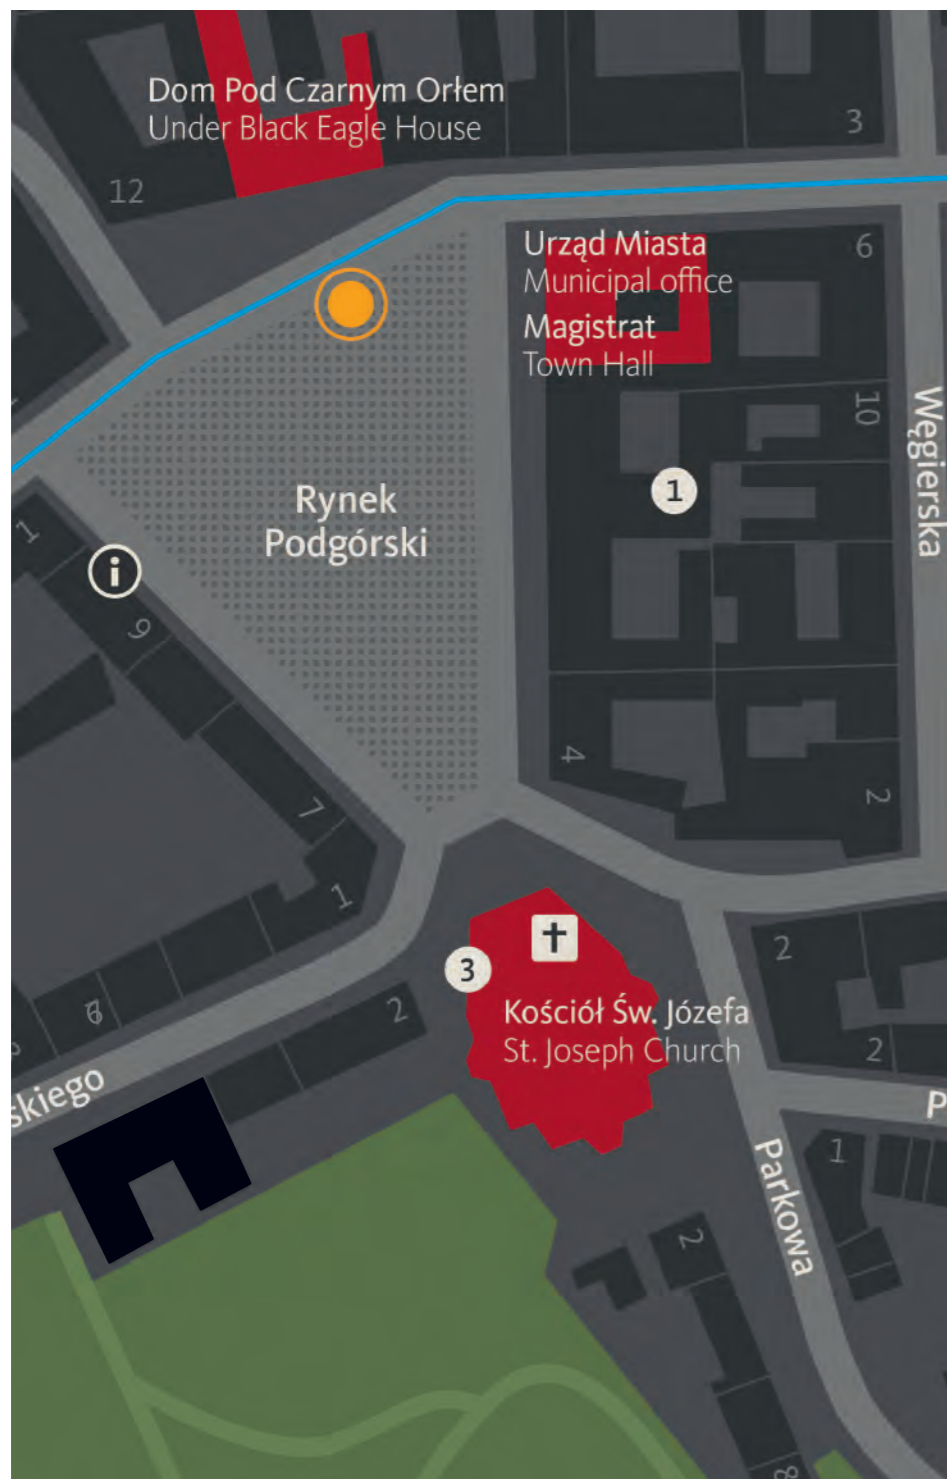 Dom Pod Czarnym Orłem
Under Black Eagle House
3
12
Urząd Miasta
Municipal office
6
Magistrat
Town Hall
10
Węgierska
1
Rynek
Podgórski
1
i
9
4
2
7
1
2
3
Kościół Św. Józefa
St. Joseph Church
2
2
skiego
P
1
Parkowa
2
8